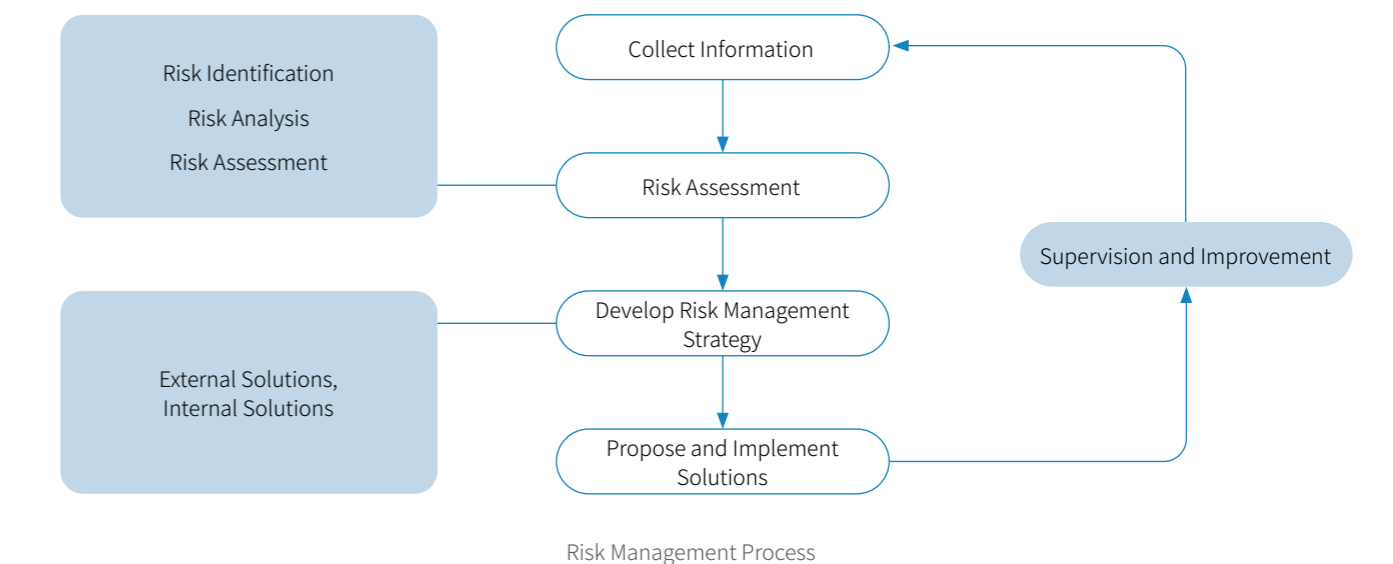 Risk Identification
Risk Analysis
Risk Assessment
External Solutions,
Internal Solutions
Collect Information
Risk Assessment
Develop Risk Management
Strategy
Propose and Implement
Solutions
Supervision and Improvement
Risk Management Process